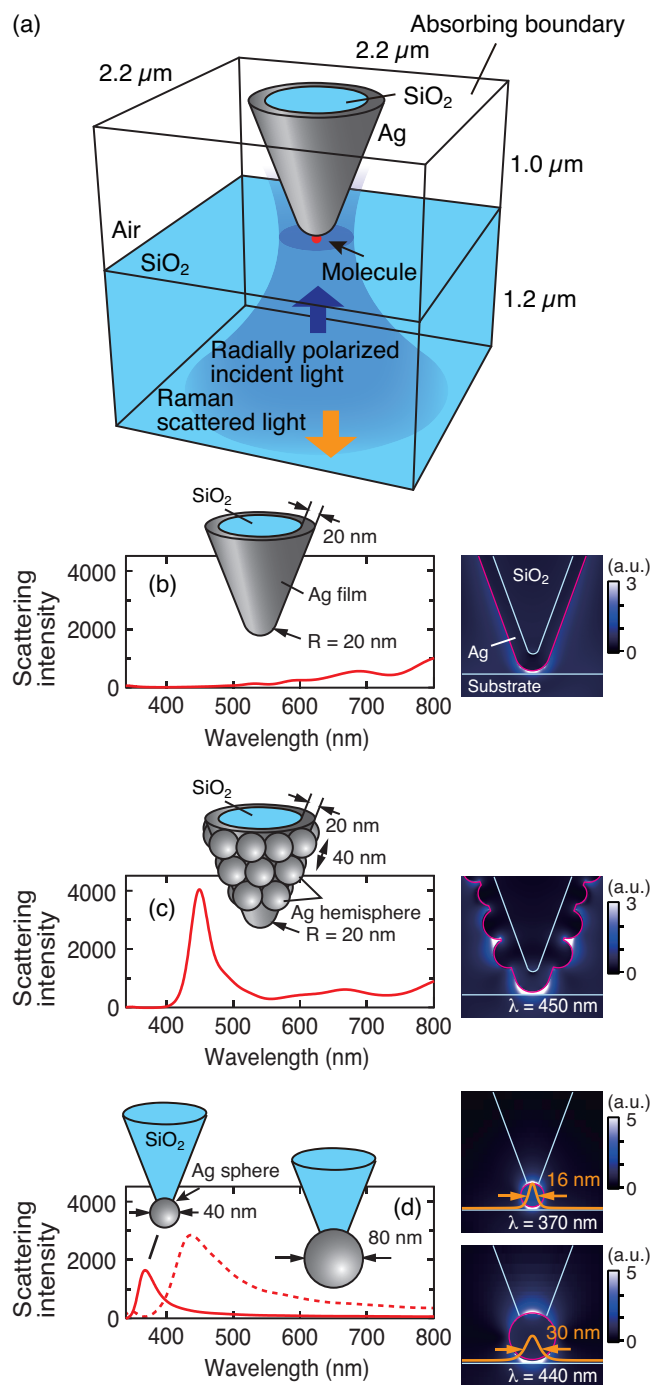 (a)
2.2 µm
2.2 µm
Absorbing boundary
SiO2
Ag
1.0 µm
Air
SiO2
Molecule
1.2 µm
Radially polarized
incident light
Raman
scattered light
SiO2
20 nm
(b)
Ag film
R = 20 nm
Scattering
intensity
4000
2000
0
400 500 600 700 800
Wavelength (nm)
SiO2
Ag
Substrate
(a.u.)
3
0
SiO2
20 nm
40 nm
(c)
Ag hemisphere
R = 20 nm
Scattering
intensity
4000
2000
0
400 500 600 700 800
Wavelength (nm)
λ = 450 nm
(a.u.)
3
0
SiO2
Ag sphere
40 nm
(d)
80 nm
Scattering
intensity
4000
2000
0
400 500 600 700 800
Wavelength (nm)
16 nm
λ = 370 nm
(a.u.)
5
0
30 nm
λ = 440 nm
(a.u.)
5
0